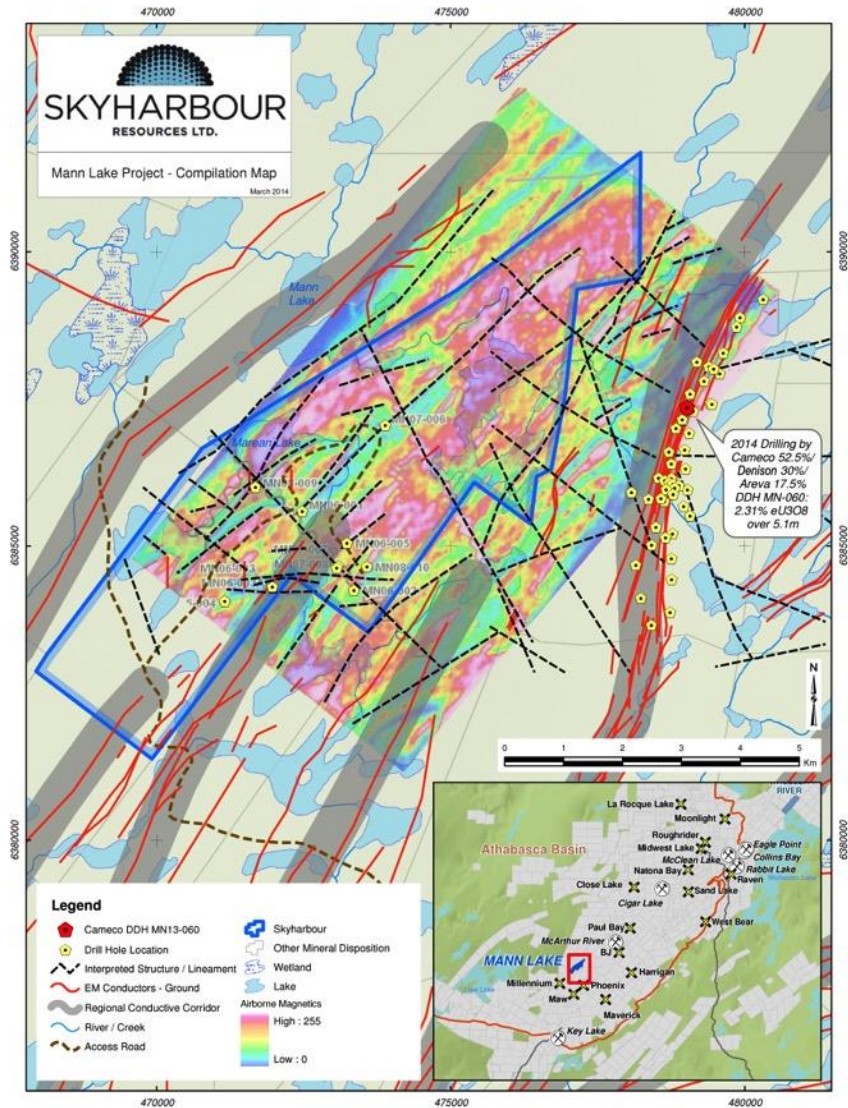 470000
475000
480000
SKYHARBOUR
RESOURCES LTD.
Mann Lake Project - Compilation Map
March 2014
6390000
6390000
Mann
Lake
Marean Lake
2014 Drilling by
Cameco 52.5%/
Denison 30%/
Areva 17.5%
DDH MN-060:
2.31% eU3O8
over 5.1m
6385000
6385000
MN06-005
N
0 1 2 3 4 5
Km
6380000
6380000
Legend
Cameco DDH MN13-060
Drill Hole Location
Interpreted Structure / Lineament
EM Conductors - Ground
Regional Conductive Corridor
River / Creek
Access Road
Skyharbour
Other Mineral Disposition
Wetland
Lake
Airborne Magnetics
High : 255
Low : 0
RIVER
La Rocque Lake
Moonlight
Roughrider
Midwest Lake
Eagle Point
Athabasca Basin
McClean Lake
Collins Bay
Natona Bay
Rabbit Lake
Raven
Close Lake
Sand Lake
Cigar Lake
Paul Bay
West Bear
McArthur River
BJ
MANN LAKE
Harrigan
Millennium
Phoenix
Maw
Maverick
Key Lake
470000
475000
480000